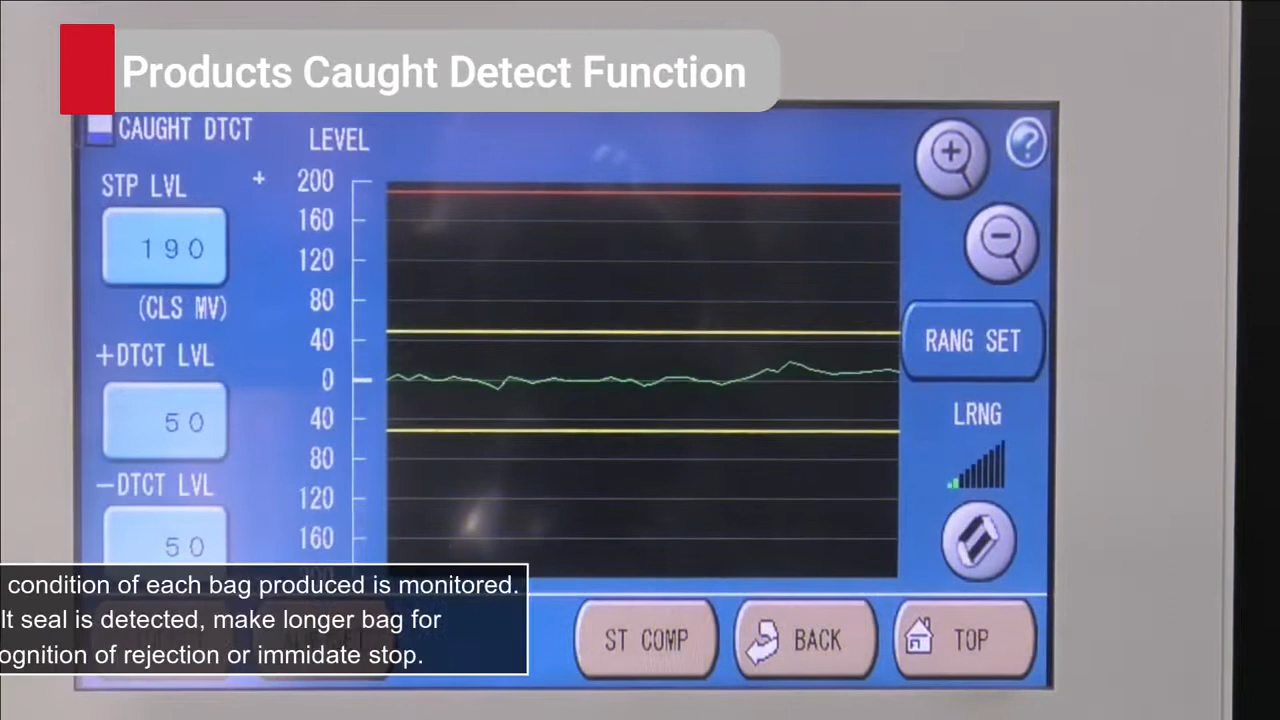 Products Caught Detect Function
CAUGHT DTCT
LEVEL
STP LVL
+
200
190
160
120
(CLS MV)
80
+DTCT LVL
40
0
50
40
80
-DTCT LVL
120
50
160
RANG SET
LRNG
?
condition of each bag produced is monitored.
lt seal is detected, make longer bag for
ognition of rejection or immidate stop.
ST COMP
BACK
TOP